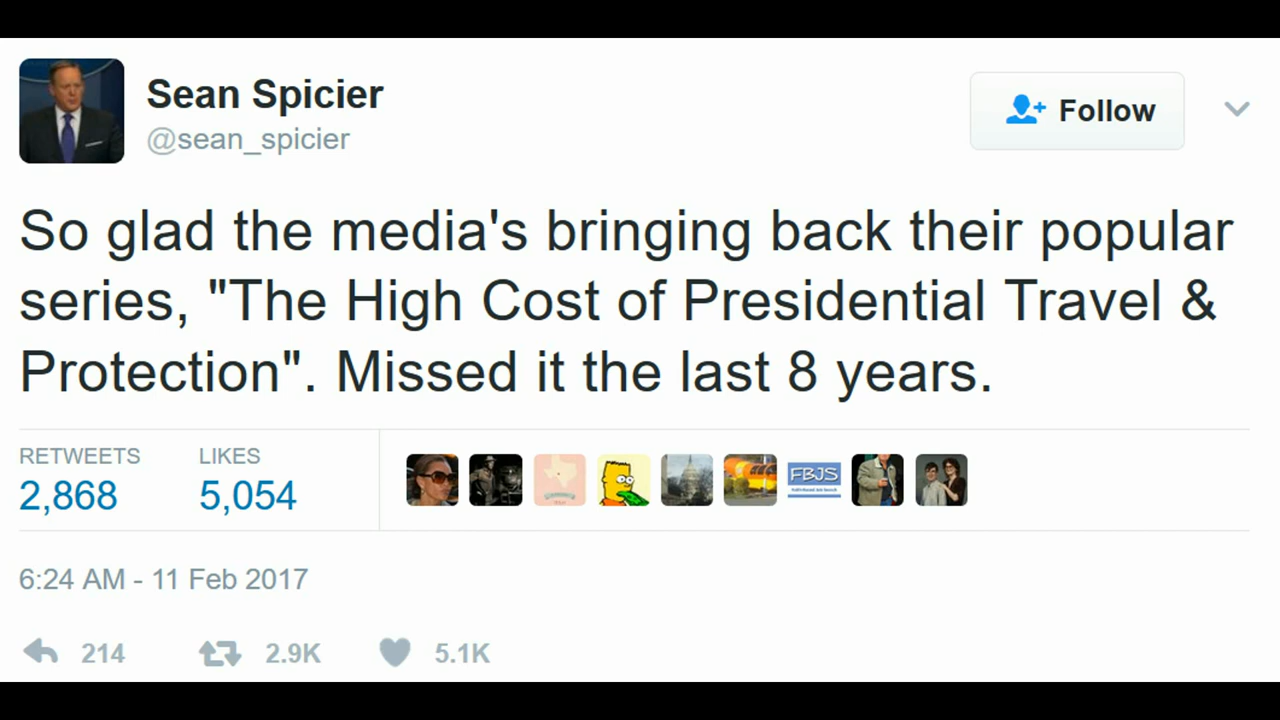 Sean Spicier
@sean_spicier
Follow
So glad the media's bringing back their popular
series, "The High Cost of Presidential Travel &
Protection". Missed it the last 8 years.
RETWEETS LIKES
2,868 5,054
FBJS
6:24 AM - 11 Feb 2017
214 2.9K 5.1K